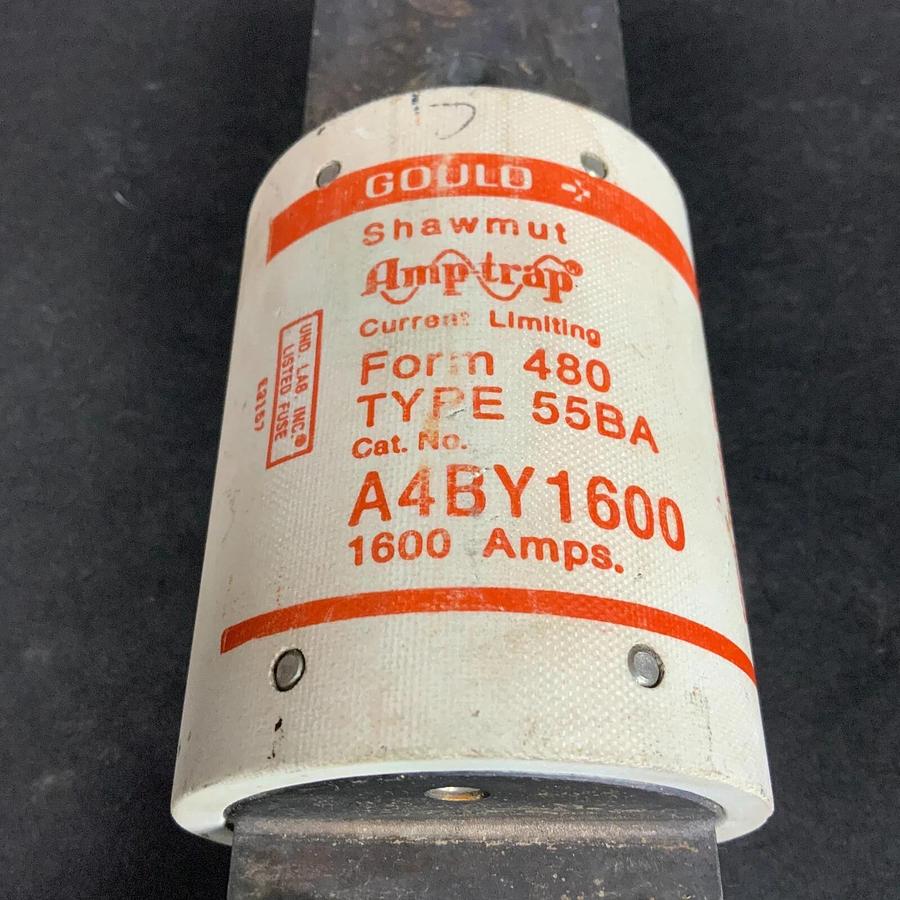 GOULD
Shawmut
Amp-trap®
Current Limiting
Form 480
TYPE 55BA
Cat. No.
A4BY1600
1600 Amps.
UND. LAB. INC.®
LISTED FUSE